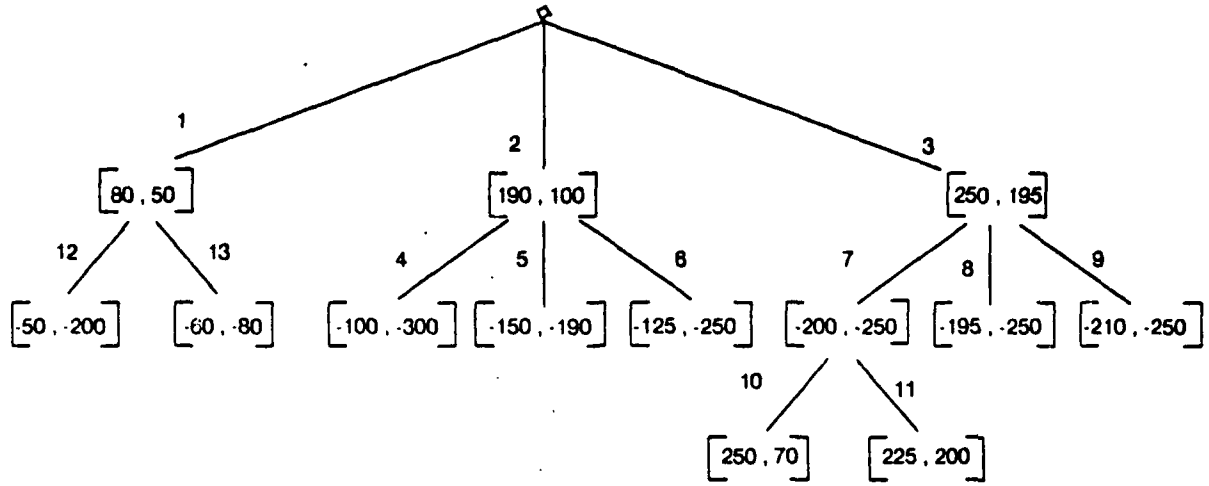 1 2 3
[80 , 50] [190 , 100] [250 , 195]
12 13 4 5 6 7 8 9
[-50 , -200] [-60 , -80] [-100 , -300] [-150 , -190] [-125 , -250] [-200 , -250] [-195 , -250] [-210 , -250]
10 11
[250 , 70] [225 , 200]